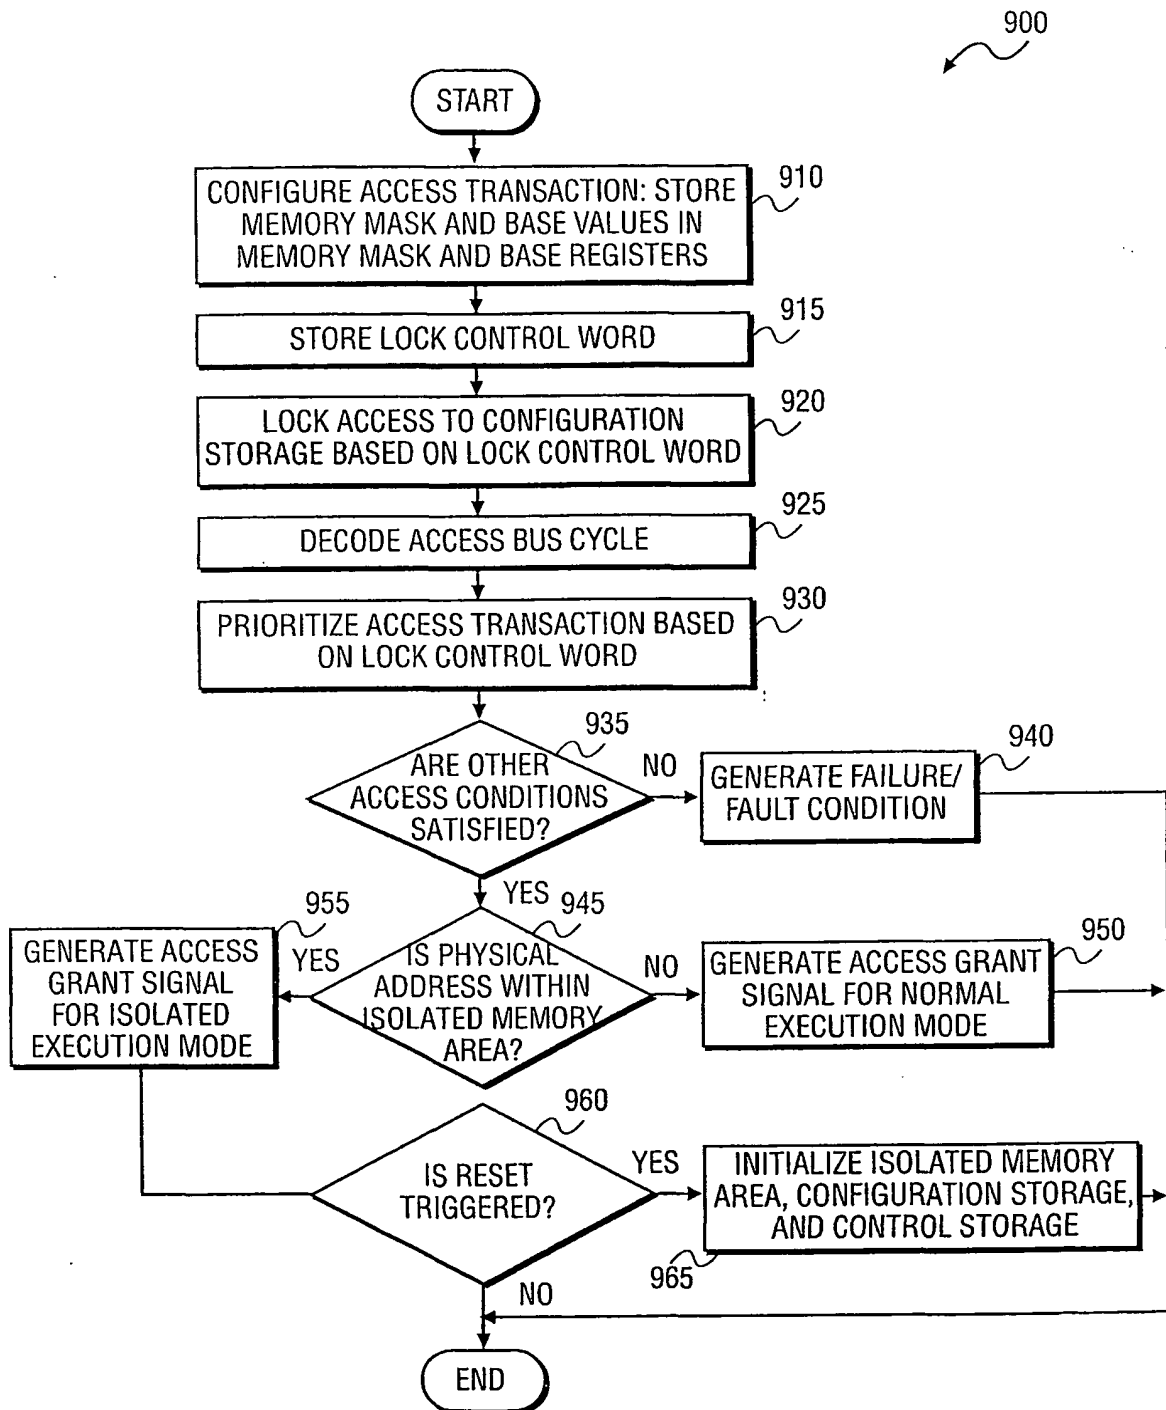 900
START
CONFIGURE ACCESS TRANSACTION: STORE
MEMORY MASK AND BASE VALUES IN
MEMORY MASK AND BASE REGISTERS
910
STORE LOCK CONTROL WORD
915
LOCK ACCESS TO CONFIGURATION
STORAGE BASED ON LOCK CONTROL WORD
920
DECODE ACCESS BUS CYCLE
925
PRIORITIZE ACCESS TRANSACTION BASED
ON LOCK CONTROL WORD
930
ARE OTHER
ACCESS CONDITIONS
SATISFIED?
935
NO
GENERATE FAILURE/
FAULT CONDITION
940
YES
IS PHYSICAL
ADDRESS WITHIN
ISOLATED MEMORY
AREA?
945
NO
GENERATE ACCESS GRANT
SIGNAL FOR NORMAL
EXECUTION MODE
950
YES
GENERATE ACCESS
GRANT SIGNAL
FOR ISOLATED
EXECUTION MODE
955
IS RESET
TRIGGERED?
960
YES
INITIALIZE ISOLATED MEMORY
AREA, CONFIGURATION STORAGE,
AND CONTROL STORAGE
965
NO
END